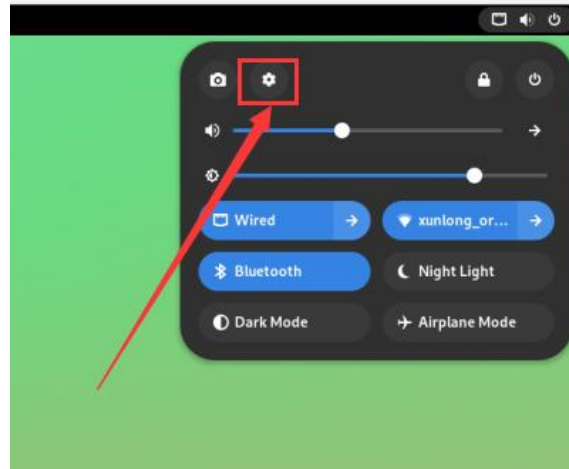 Wired
xunlong_or...
Bluetooth
Night Light
Dark Mode
Airplane Mode